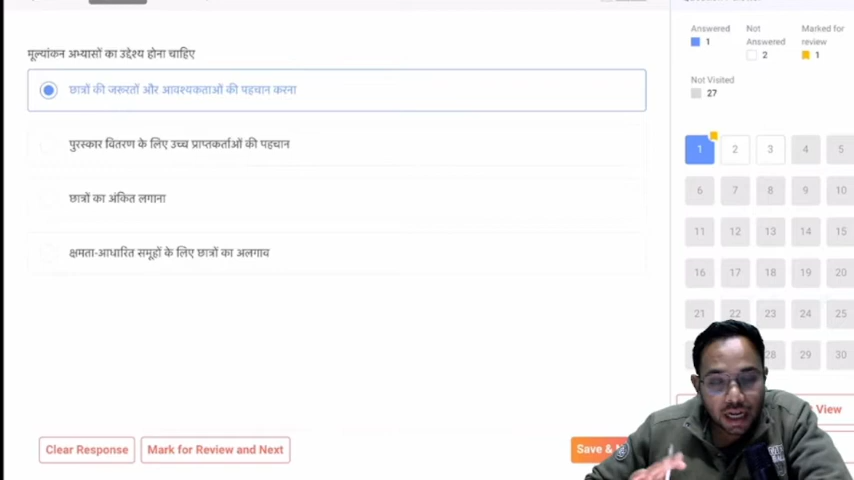 मूल्यांकन अभ्यासों का उद्देश्य होना चाहिए
छात्रों की जरूरतों और आवश्यकताओं की पहचान करना
पुरस्कार वितरण के लिए उच्च प्राप्तकर्ताओं की पहचान
छात्रों का अंकित लगाना
क्षमता-आधारित समूहों के लिए छात्रों का अलगाव
Clear Response
Mark for Review and Next
Save &
Answered
1
Not
Answered
2
Marked for
review
1
Not Visited
27
1 2 3 4 5
6 7 8 9 10
11 12 13 14 15
16 17 18 19 20
21 22 23 24 25
28 29 30
View